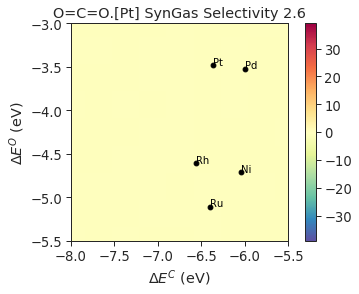 O=C=O.[Pt] SynGas Selectivity 2.6
−3.0
−3.5
−4.0
−4.5
−5.0
−5.5
ΔE^O (eV)
Pt
Pd
Rh
Ni
Ru
−8.0 −7.5 −7.0 −6.5 −6.0 −5.5
ΔE^C (eV)
30
20
10
0
−10
−20
−30